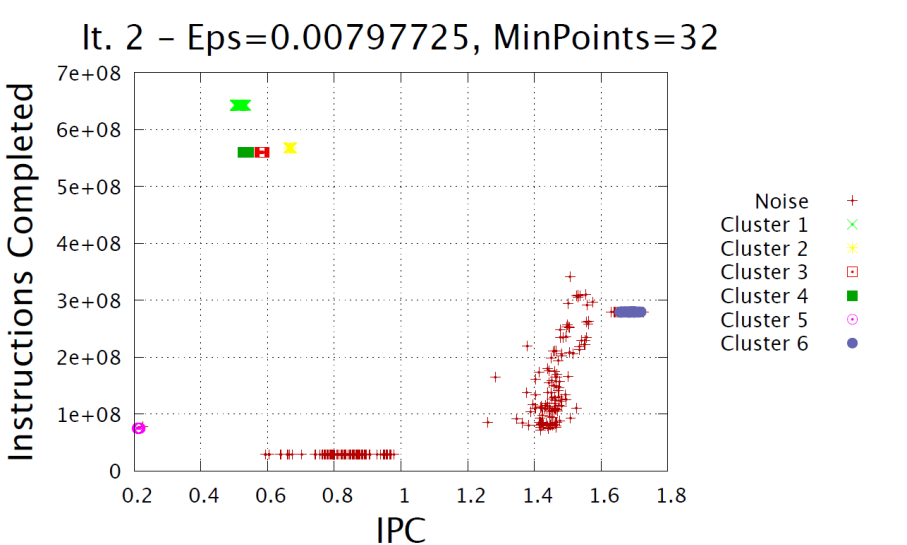 It. 2 – Eps=0.00797725, MinPoints=32
Instructions Completed
7e+08
6e+08
5e+08
4e+08
3e+08
2e+08
1e+08
0
0.2 0.4 0.6 0.8 1 1.2 1.4 1.6 1.8
IPC
Noise
Cluster 1
Cluster 2
Cluster 3
Cluster 4
Cluster 5
Cluster 6